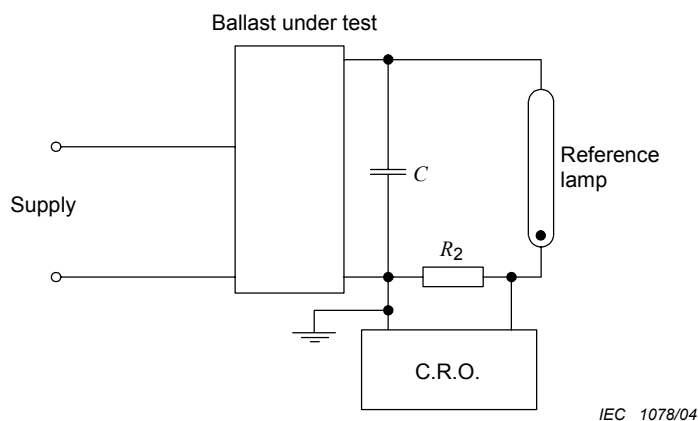 Ballast under test
C
Reference
lamp
Supply
R2
C.R.O.
IEC 1078/04